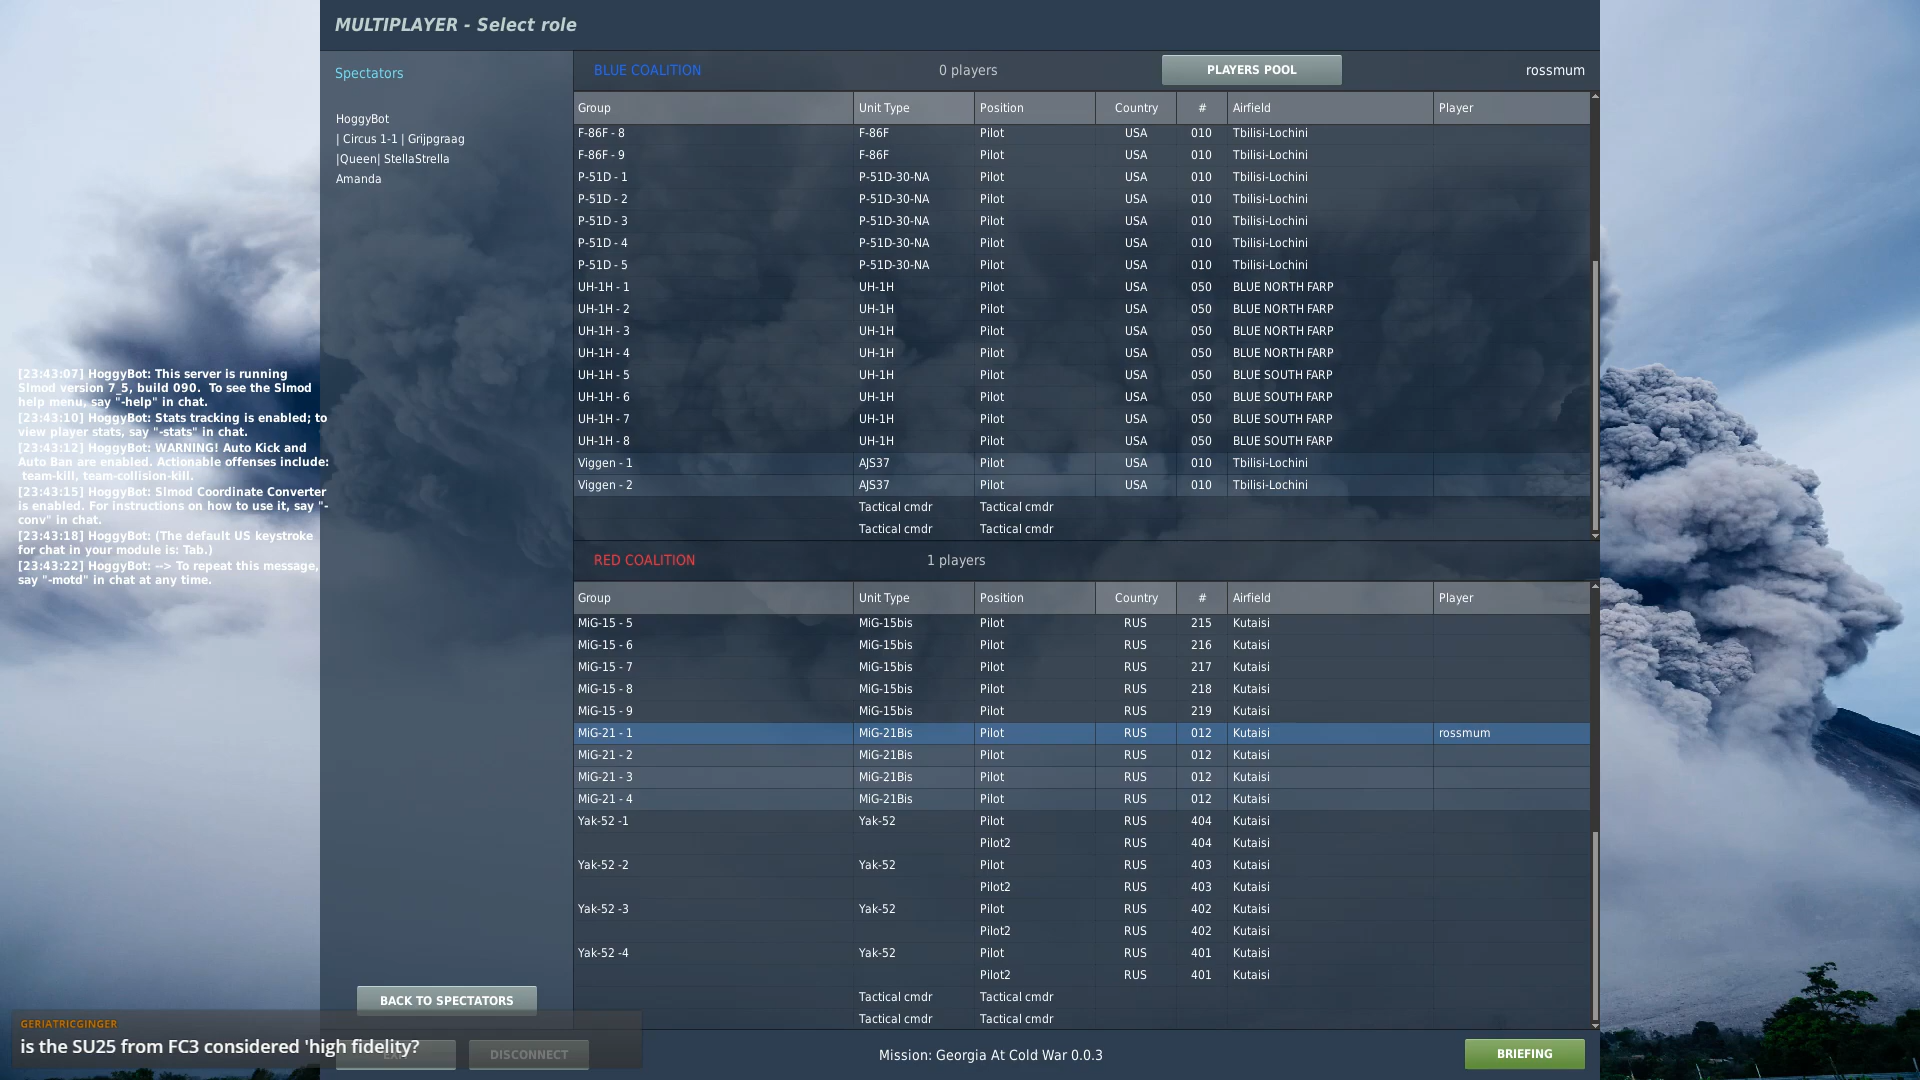 MULTIPLAYER - Select role
Spectators
HoggyBot
| Circus 1-1 | Grijpgraag
|Queen| StellaStrella
Amanda
BLUE COALITION 0 players PLAYERS POOL rossmum
Group Unit Type Position Country # Airfield Player
F-86F - 8 F-86F Pilot USA 010 Tbilisi-Lochini
F-86F - 9 F-86F Pilot USA 010 Tbilisi-Lochini
P-51D - 1 P-51D-30-NA Pilot USA 010 Tbilisi-Lochini
P-51D - 2 P-51D-30-NA Pilot USA 010 Tbilisi-Lochini
P-51D - 3 P-51D-30-NA Pilot USA 010 Tbilisi-Lochini
P-51D - 4 P-51D-30-NA Pilot USA 010 Tbilisi-Lochini
P-51D - 5 P-51D-30-NA Pilot USA 010 Tbilisi-Lochini
UH-1H - 1 UH-1H Pilot USA 050 BLUE NORTH FARP
UH-1H - 2 UH-1H Pilot USA 050 BLUE NORTH FARP
UH-1H - 3 UH-1H Pilot USA 050 BLUE NORTH FARP
UH-1H - 4 UH-1H Pilot USA 050 BLUE NORTH FARP
UH-1H - 5 UH-1H Pilot USA 050 BLUE SOUTH FARP
UH-1H - 6 UH-1H Pilot USA 050 BLUE SOUTH FARP
UH-1H - 7 UH-1H Pilot USA 050 BLUE SOUTH FARP
UH-1H - 8 UH-1H Pilot USA 050 BLUE SOUTH FARP
Viggen - 1 AJS37 Pilot USA 010 Tbilisi-Lochini
Viggen - 2 AJS37 Pilot USA 010 Tbilisi-Lochini
Tactical cmdr Tactical cmdr
Tactical cmdr Tactical cmdr
[23:43:07] HoggyBot: This server is running
Slmod version 7_5, build 090. To see the Slmod
help menu, say "-help" in chat.
[23:43:10] HoggyBot: Stats tracking is enabled; to
view player stats, say "-stats" in chat.
[23:43:12] HoggyBot: WARNING! Auto Kick and
Auto Ban are enabled. Actionable offenses include:
team-kill, team-collision-kill.
[23:43:15] HoggyBot: Slmod Coordinate Converter
is enabled. For instructions on how to use it, say "-
conv" in chat.
[23:43:18] HoggyBot: (The default US keystroke
for chat in your module is: Tab.)
[23:43:22] HoggyBot: --> To repeat this message,
say "-motd" in chat at any time.
RED COALITION 1 players
Group Unit Type Position Country # Airfield Player
MiG-15 - 5 MiG-15bis Pilot RUS 215 Kutaisi
MiG-15 - 6 MiG-15bis Pilot RUS 216 Kutaisi
MiG-15 - 7 MiG-15bis Pilot RUS 217 Kutaisi
MiG-15 - 8 MiG-15bis Pilot RUS 218 Kutaisi
MiG-15 - 9 MiG-15bis Pilot RUS 219 Kutaisi
MiG-21 - 1 MiG-21Bis Pilot RUS 012 Kutaisi rossmum
MiG-21 - 2 MiG-21Bis Pilot RUS 012 Kutaisi
MiG-21 - 3 MiG-21Bis Pilot RUS 012 Kutaisi
MiG-21 - 4 MiG-21Bis Pilot RUS 012 Kutaisi
Yak-52 -1 Yak-52 Pilot RUS 404 Kutaisi
Pilot2 RUS 404 Kutaisi
Yak-52 -2 Yak-52 Pilot RUS 403 Kutaisi
Pilot2 RUS 403 Kutaisi
Yak-52 -3 Yak-52 Pilot RUS 402 Kutaisi
Pilot2 RUS 402 Kutaisi
Yak-52 -4 Yak-52 Pilot RUS 401 Kutaisi
Pilot2 RUS 401 Kutaisi
Tactical cmdr Tactical cmdr
Tactical cmdr Tactical cmdr
BACK TO SPECTATORS
GERIATRICGINGER
is the SU25 from FC3 considered 'high fidelity?
DISCONNECT
Mission: Georgia At Cold War 0.0.3
BRIEFING